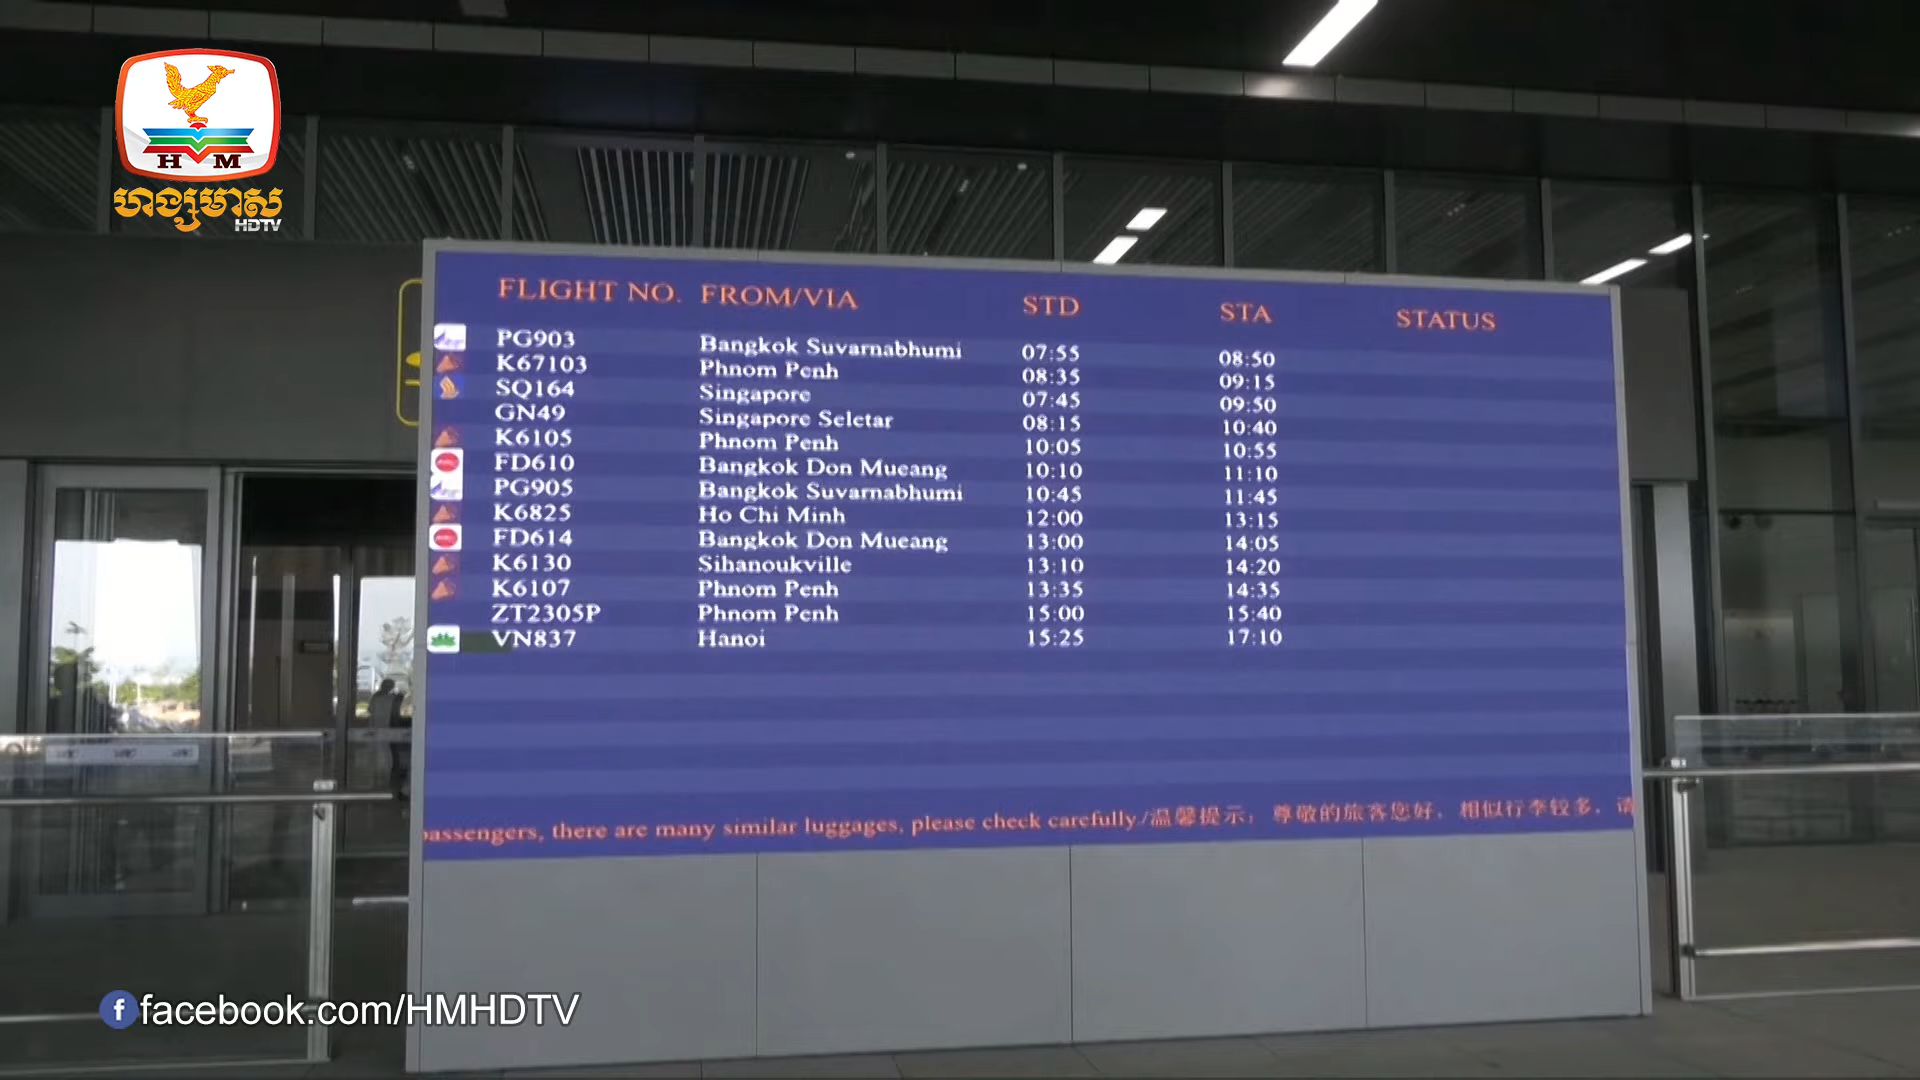 H M
ហង្សមាស
HDTV
FLIGHT NO. FROM/VIA STD STA STATUS
PG903 Bangkok Suvarnabhumi 07:55 08:50
K67103 Phnom Penh 08:35 09:15
SQ164 Singapore 07:45 09:50
GN49 Singapore Seletar 08:15 10:40
K6105 Phnom Penh 10:05 10:55
FD610 Bangkok Don Mueang 10:10 11:10
PG905 Bangkok Suvarnabhumi 10:45 11:45
K6825 Ho Chi Minh 12:00 13:15
FD614 Bangkok Don Mueang 13:00 14:05
K6130 Sihanoukville 13:10 14:20
K6107 Phnom Penh 13:35 14:35
ZT2305P Phnom Penh 15:00 15:40
VN837 Hanoi 15:25 17:10
passengers, there are many similar luggages, please check carefully/温馨提示：尊敬的旅客您好，相似行李较多，请
facebook.com/HMHDTV